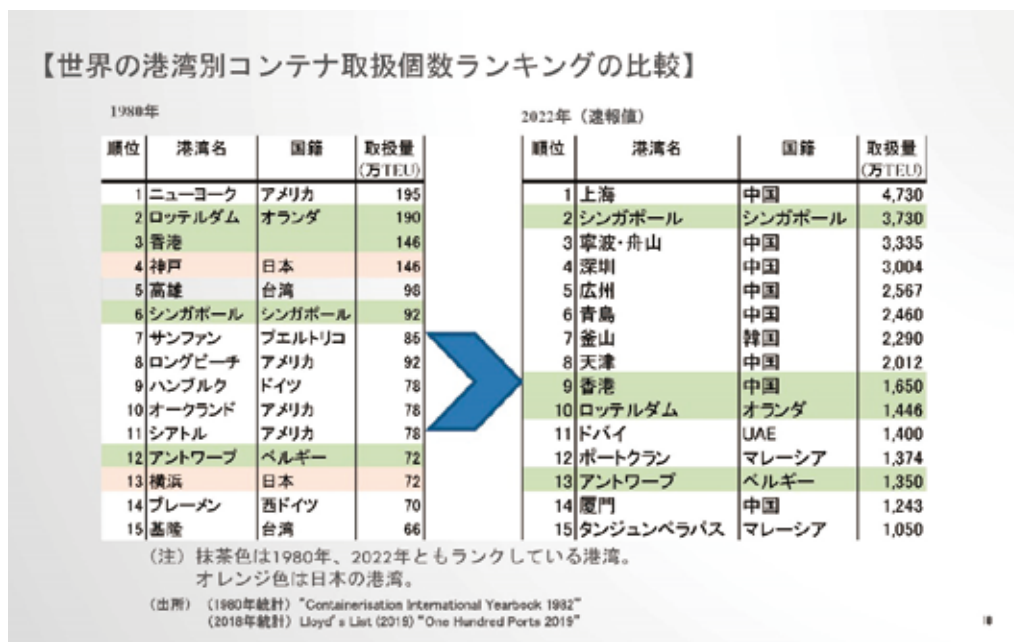 【世界の港湾別コンテナ取扱個数ランキングの比較】
1980年
順位 港湾名 国籍 取扱量
(万TEU)
1 ニューヨーク アメリカ 195
2 ロッテルダム オランダ 190
3 香港 146
4 神戸 日本 146
5 高雄 台湾 98
6 シンガポール シンガポール 92
7 サンファン プエルトリコ 85
8 ロングビーチ アメリカ 92
9 ハンブルク ドイツ 78
10 オークランド アメリカ 78
11 シアトル アメリカ 78
12 アントワープ ベルギー 72
13 横浜 日本 72
14 ブレーメン 西ドイツ 70
15 基隆 台湾 66
2022年（速報値）
順位 港湾名 国籍 取扱量
(万TEU)
1 上海 中国 4,730
2 シンガポール シンガポール 3,730
3 寧波・舟山 中国 3,335
4 深圳 中国 3,004
5 広州 中国 2,567
6 青島 中国 2,460
7 釜山 韓国 2,290
8 天津 中国 2,012
9 香港 中国 1,650
10 ロッテルダム オランダ 1,446
11 ドバイ UAE 1,400
12 ポートクラン マレーシア 1,374
13 アントワープ ベルギー 1,350
14 厦門 中国 1,243
15 タンジュンペラパス マレーシア 1,050
（注） 抹茶色は1980年、2022年ともランクしている港湾。
オレンジ色は日本の港湾。
（出所） （1980年統計） "Containerisation International Yearbook 1982"
（2018年統計） Lloyd's List (2019) "One Hundred Ports 2019"